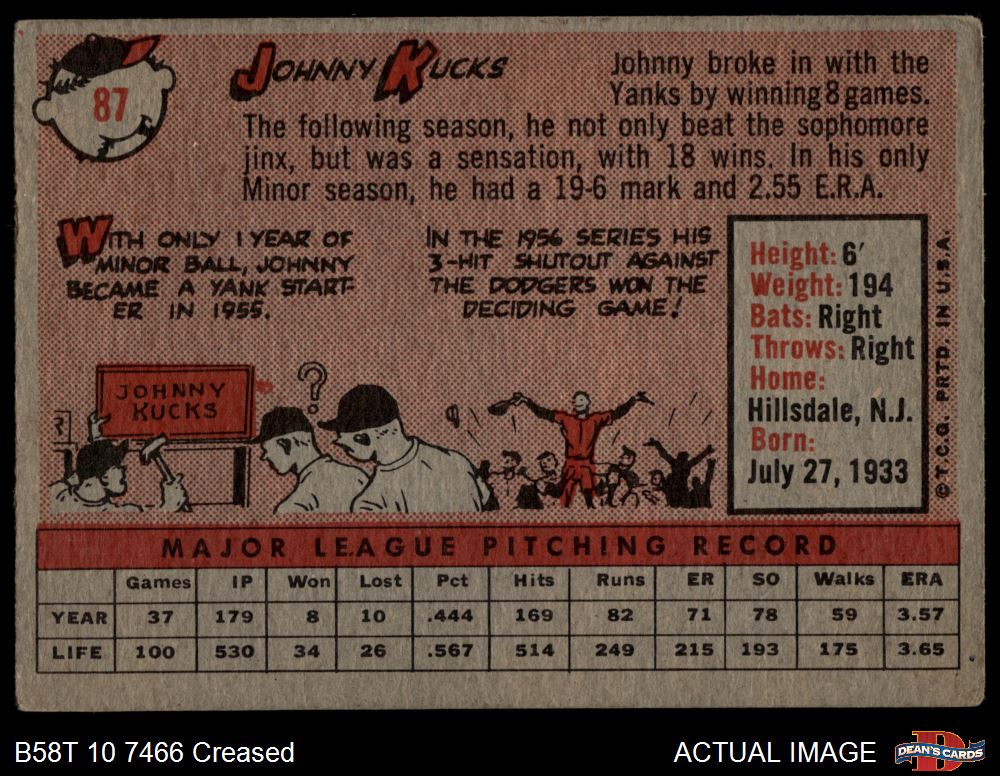 87
JOHNNY KUCKS
Johnny broke in with the
Yanks by winning 8 games.
The following season, he not only beat the sophomore
jinx, but was a sensation, with 18 wins. In his only
Minor season, he had a 19-6 mark and 2.55 E.R.A.
WITH ONLY 1 YEAR OF
MINOR BALL, JOHNNY
BECAME A YANK START-
ER IN 1955.
IN THE 1956 SERIES HIS
3-HIT SHUTOUT AGAINST
THE DODGERS WON THE
DECIDING GAME!
JOHNNY
KUCKS
?
Height: 6'
Weight: 194
Bats: Right
Throws: Right
Home:
Hillsdale, N.J.
Born:
July 27, 1933
© T.C.G. PRTD. IN U.S.A.
MAJOR LEAGUE PITCHING RECORD
Games IP Won Lost Pct Hits Runs ER SO Walks ERA
YEAR 37 179 8 10 .444 169 82 71 78 59 3.57
LIFE 100 530 34 26 .567 514 249 215 193 175 3.65
B58T 10 7466 Creased
ACTUAL IMAGE
DEAN'S CARDS